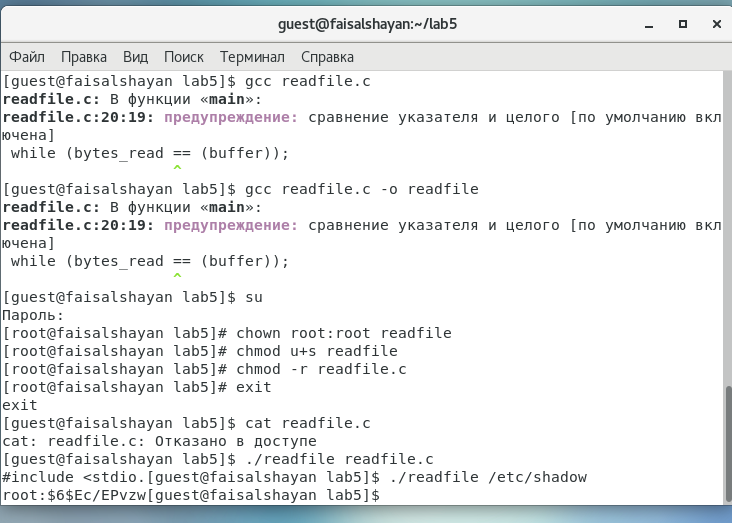 guest@faisalshayan:~/lab5
Файл Правка Вид Поиск Терминал Справка
[guest@faisalshayan lab5]$ gcc readfile.c
readfile.c: В функции «main»:
readfile.c:20:19: предупреждение: сравнение указателя и целого [по умолчанию вкл
ючена]
 while (bytes_read == (buffer));
                   ^
[guest@faisalshayan lab5]$ gcc readfile.c -o readfile
readfile.c: В функции «main»:
readfile.c:20:19: предупреждение: сравнение указателя и целого [по умолчанию вкл
ючена]
 while (bytes_read == (buffer));
                   ^
[guest@faisalshayan lab5]$ su
Пароль:
[root@faisalshayan lab5]# chown root:root readfile
[root@faisalshayan lab5]# chmod u+s readfile
[root@faisalshayan lab5]# chmod -r readfile.c
[root@faisalshayan lab5]# exit
exit
[guest@faisalshayan lab5]$ cat readfile.c
cat: readfile.c: Отказано в доступе
[guest@faisalshayan lab5]$ ./readfile readfile.c
#include <stdio.[guest@faisalshayan lab5]$ ./readfile /etc/shadow
root:$6$Ec/EPvzw[guest@faisalshayan lab5]$